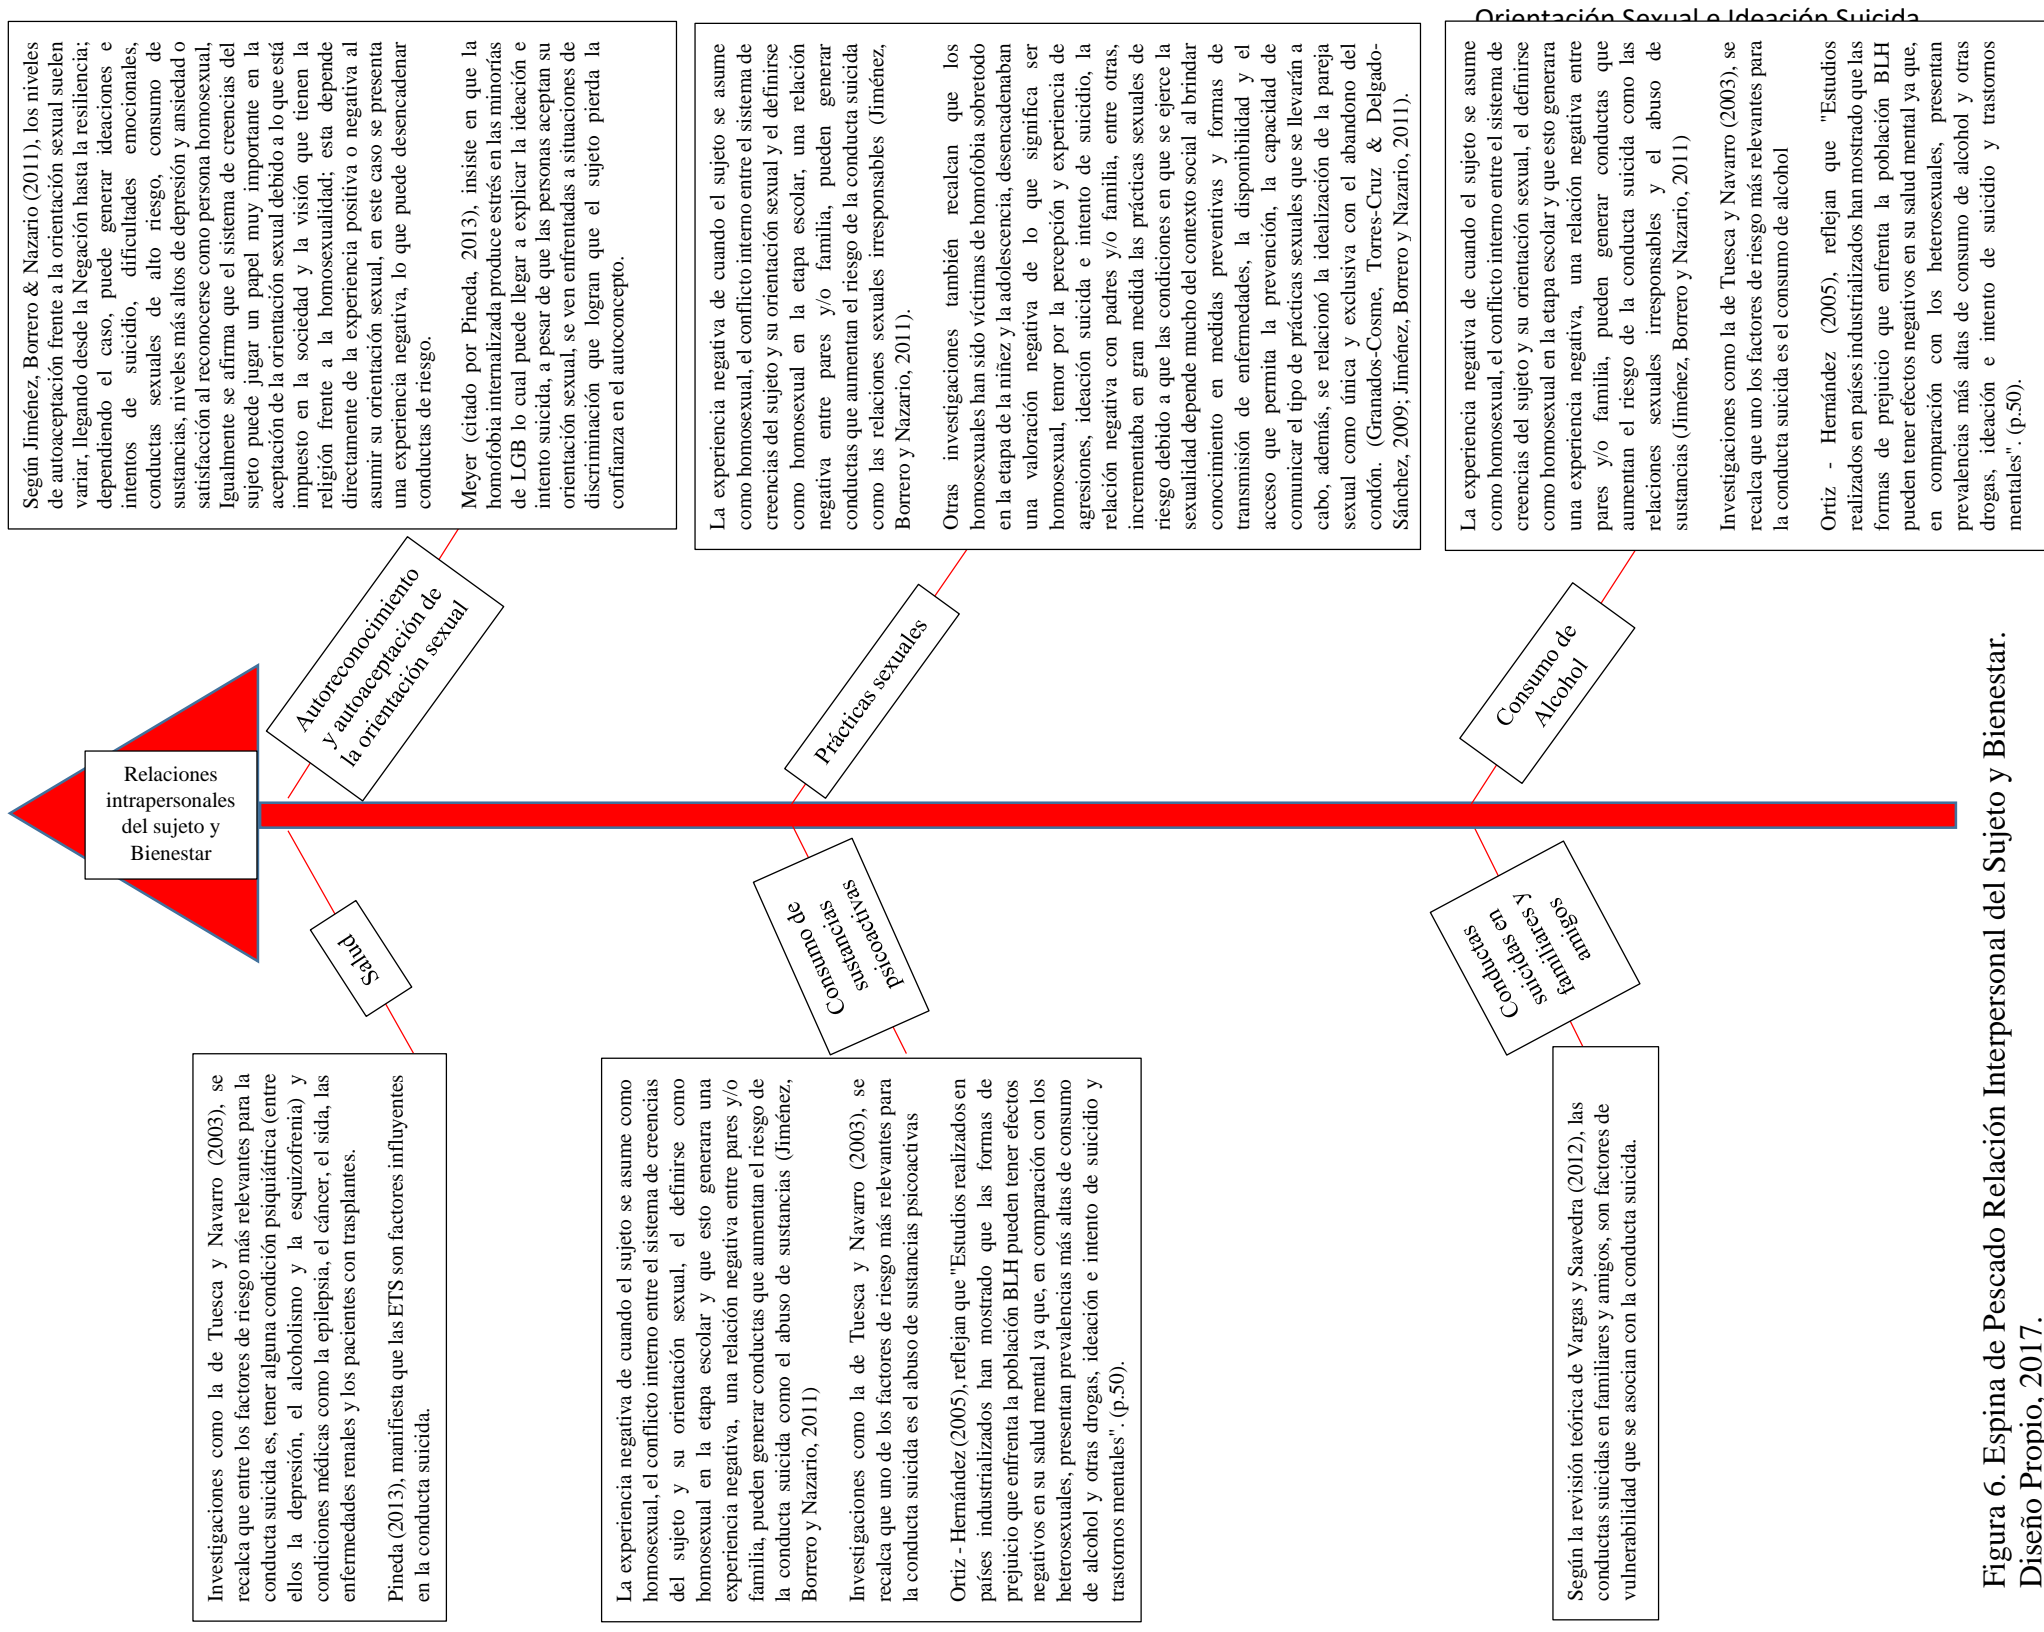 Orientación Sexual e Ideación Suicida
Relaciones
intrapersonales
del sujeto y
Bienestar
Salud
Investigaciones como la de Tuesca y Navarro (2003), se
recalca que entre los factores de riesgo más relevantes para la
conducta suicida es, tener alguna condición psiquiátrica (entre
ellos la depresión, el alcoholismo y la esquizofrenia) y
condiciones médicas como la epilepsia, el cáncer, el sida, las
enfermedades renales y los pacientes con trasplantes.
Pineda (2013), manifiesta que las ETS son factores influyentes
en la conducta suicida.
Autoreconocimiento
y autoaceptación de
la orientación sexual
Según Jiménez, Borrero & Nazario (2011), los niveles
de autoaceptación frente a la orientación sexual suelen
variar, llegando desde la Negación hasta la resiliencia;
dependiendo el caso, puede generar ideaciones e
intentos de suicidio, dificultades emocionales,
conductas sexuales de alto riesgo, consumo de
sustancias, niveles más altos de depresión y ansiedad o
satisfacción al reconocerse como persona homosexual,
Igualmente se afirma que el sistema de creencias del
sujeto puede jugar un papel muy importante en la
aceptación de la orientación sexual debido a lo que está
impuesto en la sociedad y la visión que tienen la
religión frente a la homosexualidad; esta depende
directamente de la experiencia positiva o negativa al
asumir su orientación sexual, en este caso se presenta
una experiencia negativa, lo que puede desencadenar
conductas de riesgo.
Meyer (citado por Pineda, 2013), insiste en que la
homofobia internalizada produce estrés en las minorías
de LGB lo cual puede llegar a explicar la ideación e
intento suicida, a pesar de que las personas aceptan su
orientación sexual, se ven enfrentadas a situaciones de
discriminación que logran que el sujeto pierda la
confianza en el autoconcepto.
Consumo de
sustancias
psicoactivas
La experiencia negativa de cuando el sujeto se asume como
homosexual, el conflicto interno entre el sistema de creencias
del sujeto y su orientación sexual, el definirse como
homosexual en la etapa escolar y que esto generara una
experiencia negativa, una relación negativa entre pares y/o
familia, pueden generar conductas que aumentan el riesgo de
la conducta suicida como el abuso de sustancias (Jiménez,
Borrero y Nazario, 2011)
Investigaciones como la de Tuesca y Navarro (2003), se
recalca que uno de los factores de riesgo más relevantes para
la conducta suicida es el abuso de sustancias psicoactivas
Ortiz - Hernández (2005), reflejan que "Estudios realizados en
países industrializados han mostrado que las formas de
prejuicio que enfrenta la población BLH pueden tener efectos
negativos en su salud mental ya que, en comparación con los
heterosexuales, presentan prevalencias más altas de consumo
de alcohol y otras drogas, ideación e intento de suicidio y
trastornos mentales". (p.50).
Prácticas sexuales
La experiencia negativa de cuando el sujeto se asume
como homosexual, el conflicto interno entre el sistema de
creencias del sujeto y su orientación sexual y el definirse
como homosexual en la etapa escolar, una relación
negativa entre pares y/o familia, pueden generar
conductas que aumentan el riesgo de la conducta suicida
como las relaciones sexuales irresponsables (Jiménez,
Borrero y Nazario, 2011).
Otras investigaciones también recalcan que los
homosexuales han sido víctimas de homofobia sobretodo
en la etapa de la niñez y la adolescencia, desencadenaban
una valoración negativa de lo que significa ser
homosexual, temor por la percepción y experiencia de
agresiones, ideación suicida e intento de suicidio, la
relación negativa con padres y/o familia, entre otras,
incrementaba en gran medida las prácticas sexuales de
riesgo debido a que las condiciones en que se ejerce la
sexualidad depende mucho del contexto social al brindar
conocimiento en medidas preventivas y formas de
transmisión de enfermedades, la disponibilidad y el
acceso que permita la prevención, la capacidad de
comunicar el tipo de prácticas sexuales que se llevarán a
cabo, además, se relacionó la idealización de la pareja
sexual como única y exclusiva con el abandono del
condón. (Granados-Cosme, Torres-Cruz & Delgado-
Sánchez, 2009; Jiménez, Borrero y Nazario, 2011).
Conductas
suicidas en
familiares y
amigos
Según la revisión teórica de Vargas y Saavedra (2012), las
conductas suicidas en familiares y amigos, son factores de
vulnerabilidad que se asocian con la conducta suicida.
Consumo de
Alcohol
La experiencia negativa de cuando el sujeto se asume
como homosexual, el conflicto interno entre el sistema de
creencias del sujeto y su orientación sexual, el definirse
como homosexual en la etapa escolar y que esto generara
una experiencia negativa, una relación negativa entre
pares y/o familia, pueden generar conductas que
aumentan el riesgo de la conducta suicida como las
relaciones sexuales irresponsables y el abuso de
sustancias (Jiménez, Borrero y Nazario, 2011)
Investigaciones como la de Tuesca y Navarro (2003), se
recalca que uno los factores de riesgo más relevantes para
la conducta suicida es el consumo de alcohol
Ortiz - Hernández (2005), reflejan que "Estudios
realizados en países industrializados han mostrado que las
formas de prejuicio que enfrenta la población BLH
pueden tener efectos negativos en su salud mental ya que,
en comparación con los heterosexuales, presentan
prevalencias más altas de consumo de alcohol y otras
drogas, ideación e intento de suicidio y trastornos
mentales". (p.50).
Figura 6. Espina de Pescado Relación Interpersonal del Sujeto y Bienestar.
Diseño Propio, 2017.